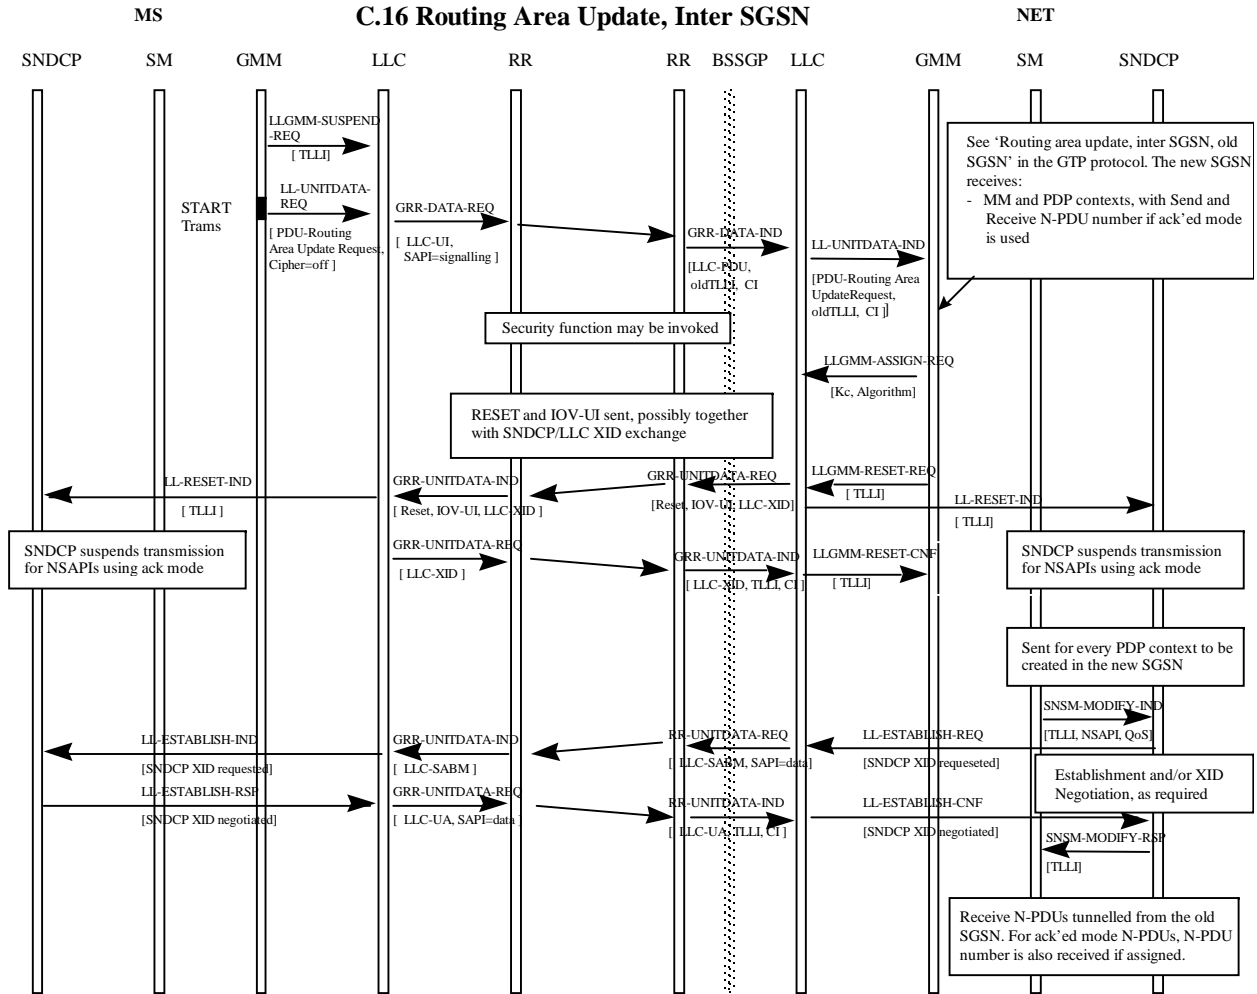 MS
C.16 Routing Area Update, Inter SGSN
NET
SNDCP SM GMM LLC RR RR BSSGP LLC GMM SM SNDCP
LLGMM-SUSPEND
-REQ
[ TLLI]
See ‘Routing area update, inter SGSN, old
SGSN’ in the GTP protocol. The new SGSN
receives:
- MM and PDP contexts, with Send and
Receive N-PDU number if ack’ed mode
is used
START
Trams
LL-UNITDATA-
REQ
[ PDU-Routing
Area Update Request,
Cipher=off ]
GRR-DATA-REQ
[ LLC-UI,
SAPI=signalling ]
GRR-DATA-IND
[LLC-PDU,
oldTLLI, CI
LL-UNITDATA-IND
[PDU-Routing Area
UpdateRequest,
oldTLLI, CI ]
Security function may be invoked
LLGMM-ASSIGN-REQ
[Kc, Algorithm]
RESET and IOV-UI sent, possibly together
with SNDCP/LLC XID exchange
LLGMM-RESET-REQ
[ TLLI]
GRR-UNITDATA-REQ
[Reset, IOV-UI, LLC-XID]
GRR-UNITDATA-IND
[ Reset, IOV-UI, LLC-XID ]
LL-RESET-IND
[ TLLI ]
LL-RESET-IND
[TLLI]
SNDCP suspends transmission
for NSAPIs using ack mode
GRR-UNITDATA-REQ
[ LLC-XID ]
GRR-UNITDATA-IND
[ LLC-XID, TLLI, CI ]
LLGMM-RESET-CNF
[ TLLI]
SNDCP suspends transmission
for NSAPIs using ack mode
Sent for every PDP context to be
created in the new SGSN
SNSM-MODIFY-IND
[TLLI, NSAPI, QoS]
LL-ESTABLISH-REQ
[SNDCP XID requeseted]
RR-UNITDATA-REQ
[ LLC-SABM, SAPI=data]
GRR-UNITDATA-IND
[ LLC-SABM ]
LL-ESTABLISH-IND
[SNDCP XID requested]
Establishment and/or XID
Negotiation, as required
LL-ESTABLISH-RSP
[SNDCP XID negotiated]
GRR-UNITDATA-REQ
[ LLC-UA, SAPI=data ]
RR-UNITDATA-IND
[ LLC-UA, TLLI, CI ]
LL-ESTABLISH-CNF
[SNDCP XID negotiated]
SNSM-MODIFY-RSP
[TLLI]
Receive N-PDUs tunnelled from the old
SGSN. For ack’ed mode N-PDUs, N-PDU
number is also received if assigned.